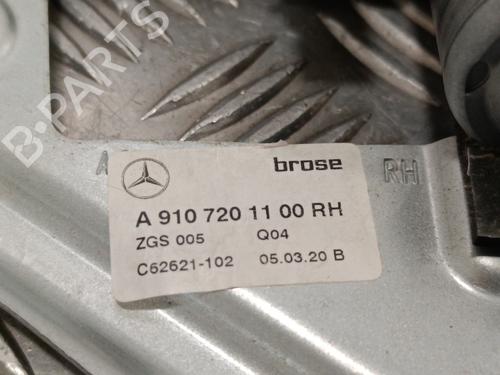 B-PARTS
brose
RH
A 910 720 11 00 RH
ZGS 005 Q04
C62621-102 05.03.20 B